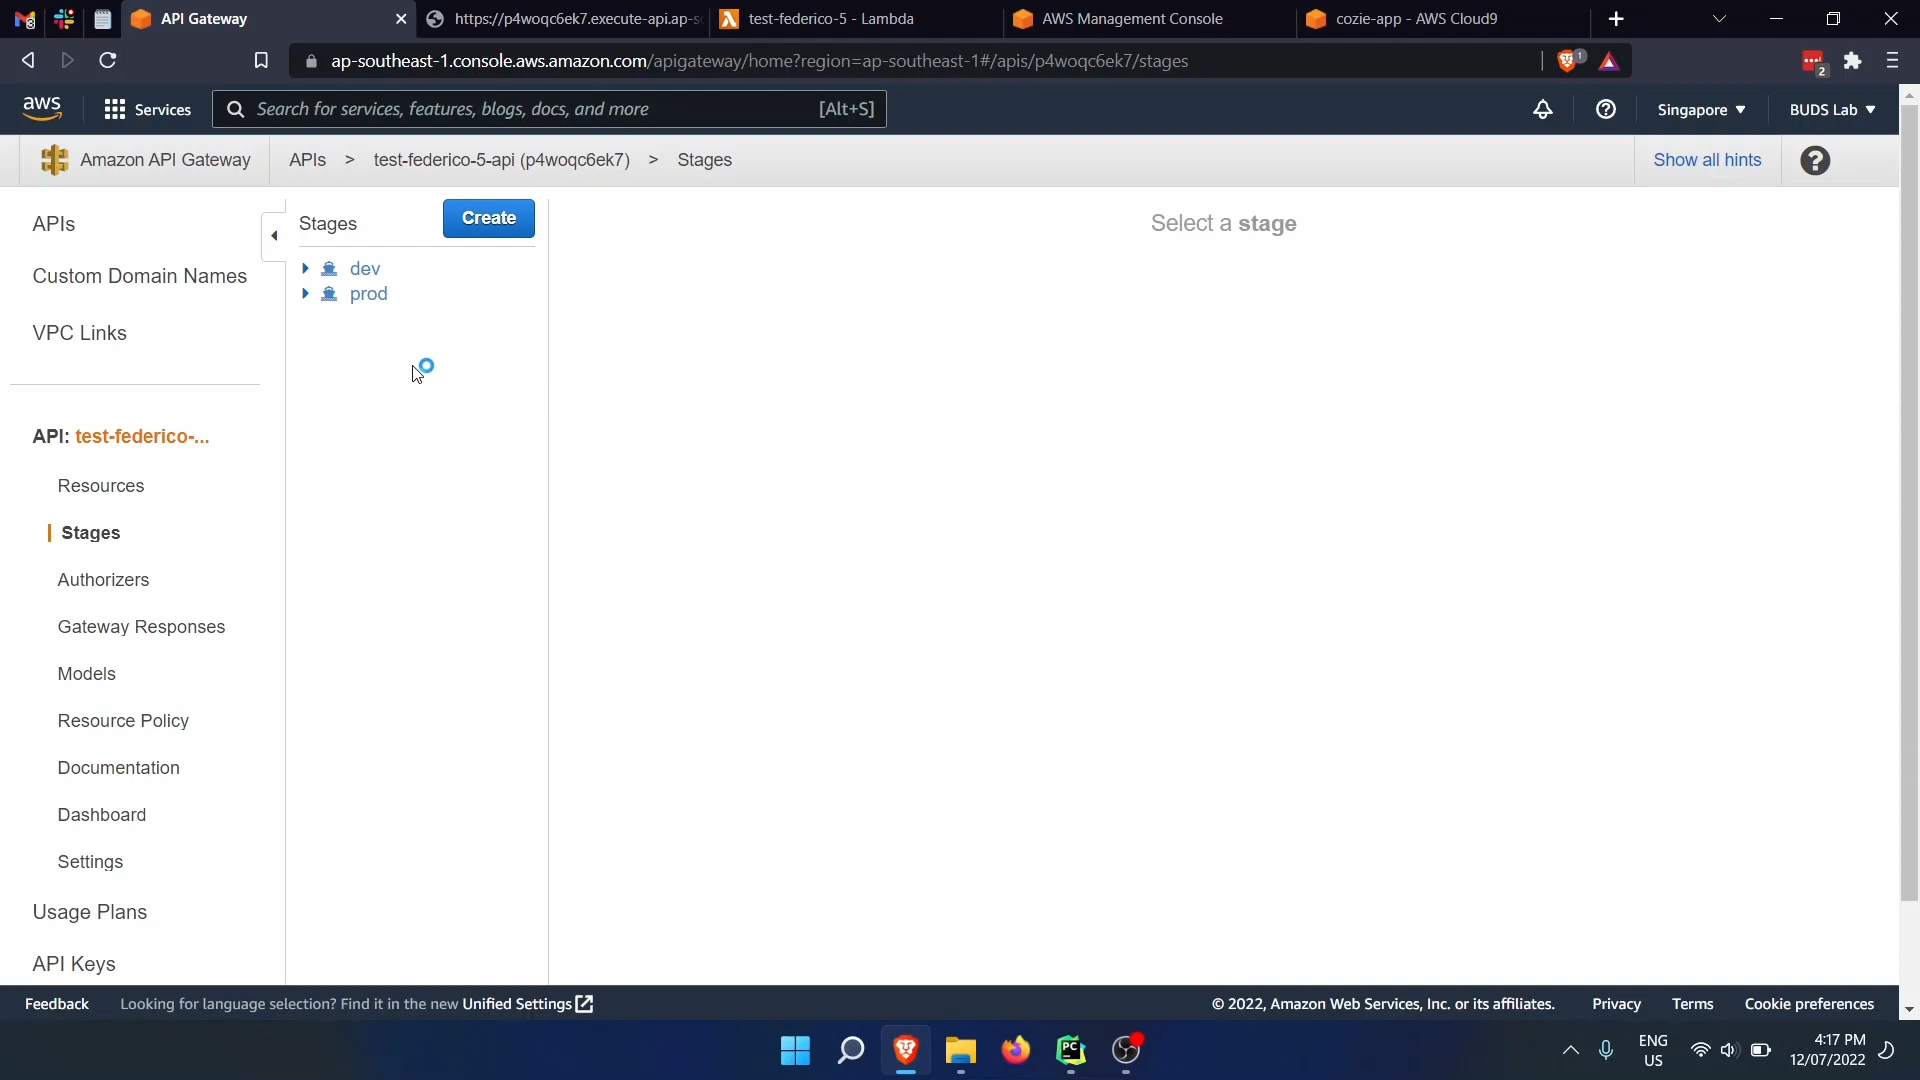 API Gateway
https://p4woqc6ek7.execute-api.ap-s
test-federico-5 - Lambda
AWS Management Console
cozie-app - AWS Cloud9
ap-southeast-1.console.aws.amazon.com/apigateway/home?region=ap-southeast-1#/apis/p4woqc6ek7/stages
1
2
aws
Services
Search for services, features, blogs, docs, and more
[Alt+S]
Singapore
BUDS Lab
Amazon API Gateway
APIs > test-federico-5-api (p4woqc6ek7) > Stages
Show all hints
APIs
Custom Domain Names
VPC Links
API: test-federico-...
Resources
Stages
Authorizers
Gateway Responses
Models
Resource Policy
Documentation
Dashboard
Settings
Usage Plans
API Keys
Stages
Create
dev
prod
Select a stage
Feedback
Looking for language selection? Find it in the new Unified Settings
© 2022, Amazon Web Services, Inc. or its affiliates.
Privacy
Terms
Cookie preferences
PC
ENG
US
4:17 PM
12/07/2022